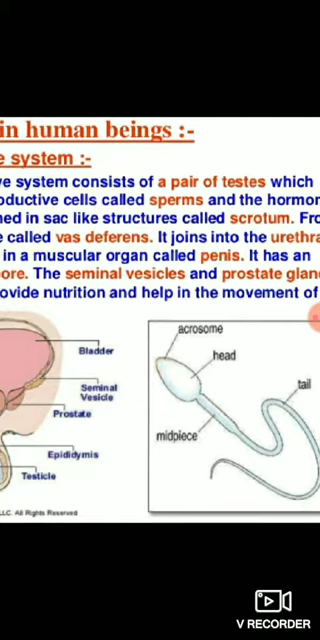 in human beings :-
e system :-
ve system consists of a pair of testes which
oductive cells called sperms and the hormon
ned in sac like structures called scrotum. Fro
e called vas deferens. It joins into the urethra
in a muscular organ called penis. It has an
ore. The seminal vesicles and prostate gland
ovide nutrition and help in the movement of
acrosome
head
tail
midpiece
Bladder
Seminal
Vesicle
Prostate
Epididymis
Testicle
LLC. All Rights Reserved
V RECORDER